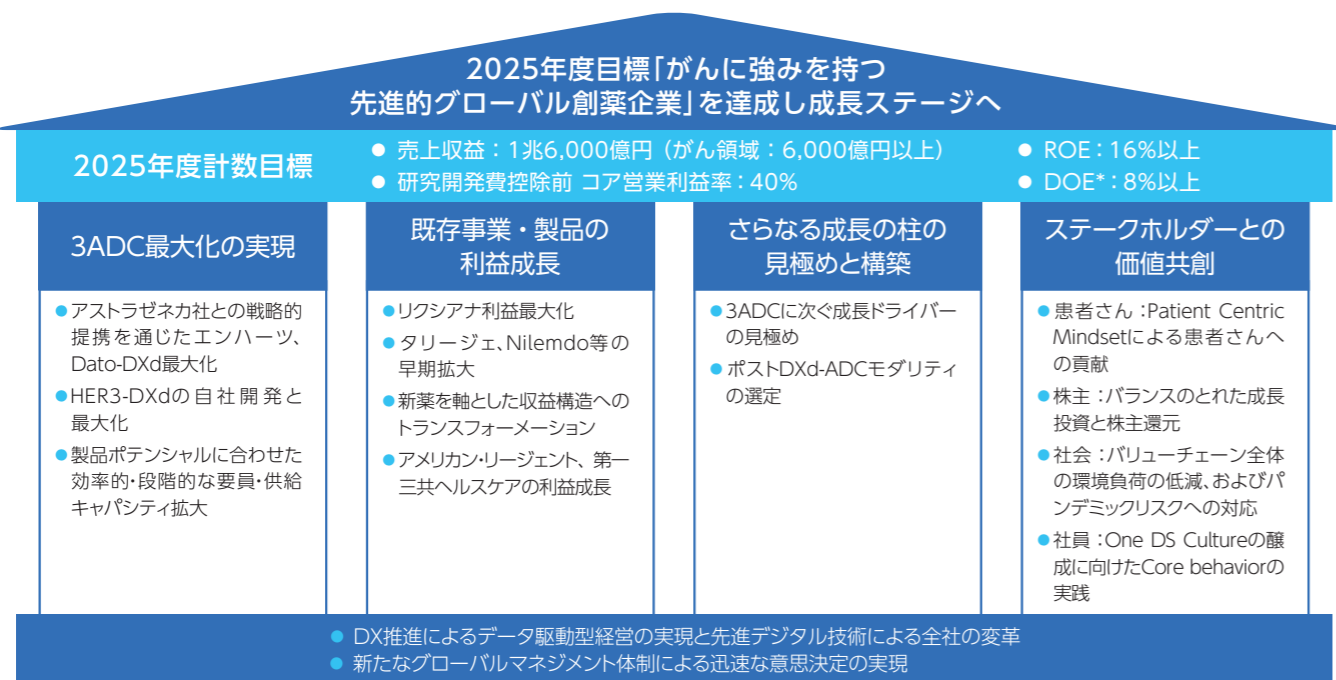 2025年度目標「がんに強みを持つ
先進的グローバル創薬企業」を達成し成長ステージへ
2025年度計数目標
● 売上収益：1兆6,000億円（がん領域：6,000億円以上）
● 研究開発費控除前 コア営業利益率：40%
● ROE：16%以上
● DOE*：8%以上
3ADC最大化の実現
●アストラゼネカ社との戦略的
提携を通じたエンハーツ、
Dato-DXd最大化
●HER3-DXdの自社開発と
最大化
●製品ポテンシャルに合わせた
効率的・段階的な要員・供給
キャパシティ拡大
既存事業・製品の
利益成長
●リクシアナ利益最大化
●タリージェ、Nilemdo等の
早期拡大
●新薬を軸とした収益構造への
トランスフォーメーション
●アメリカン・リージェント、第一
三共ヘルスケアの利益成長
さらなる成長の柱の
見極めと構築
●3ADCに次ぐ成長ドライバー
の見極め
●ポストDXd-ADCモダリティ
の選定
ステークホルダーとの
価値共創
●患者さん：Patient Centric
Mindsetによる患者さんへ
の貢献
●株主：バランスのとれた成長
投資と株主還元
●社会：バリューチェーン全体
の環境負荷の低減、およびパ
ンデミックリスクへの対応
●社員：One DS Cultureの醸
成に向けたCore behaviorの
実践
● DX推進によるデータ駆動型経営の実現と先進デジタル技術による全社の変革
● 新たなグローバルマネジメント体制による迅速な意思決定の実現